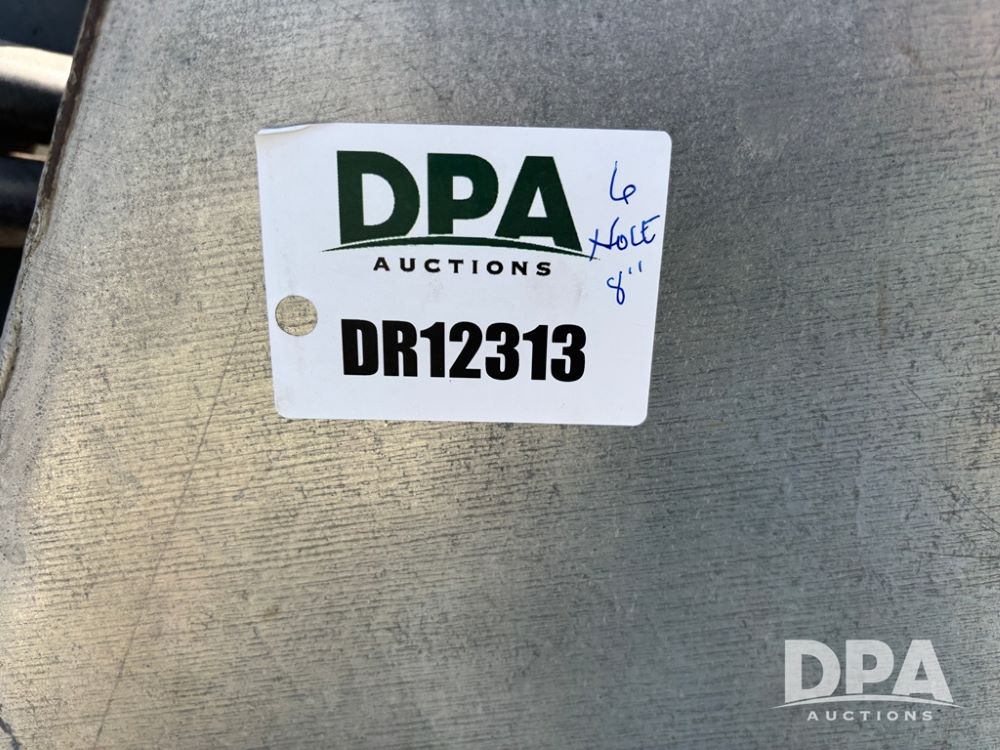 DPA
AUCTIONS
6
HOLE
8"
DR12313
DPA
AUCTIONS